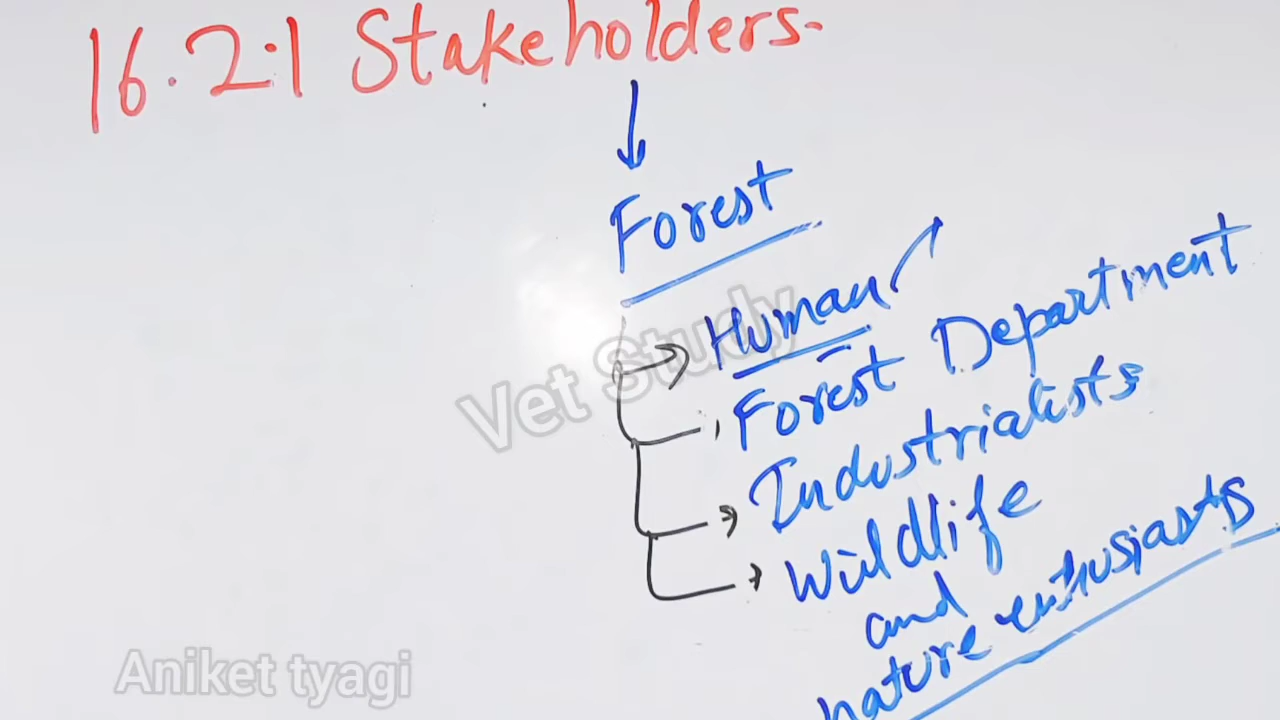 16.2.1 Stakeholders.
Forest
Human
Forest Department
Industrialists
Wildlife
and
nature enthusiasts
Vet Study
Aniket tyagi